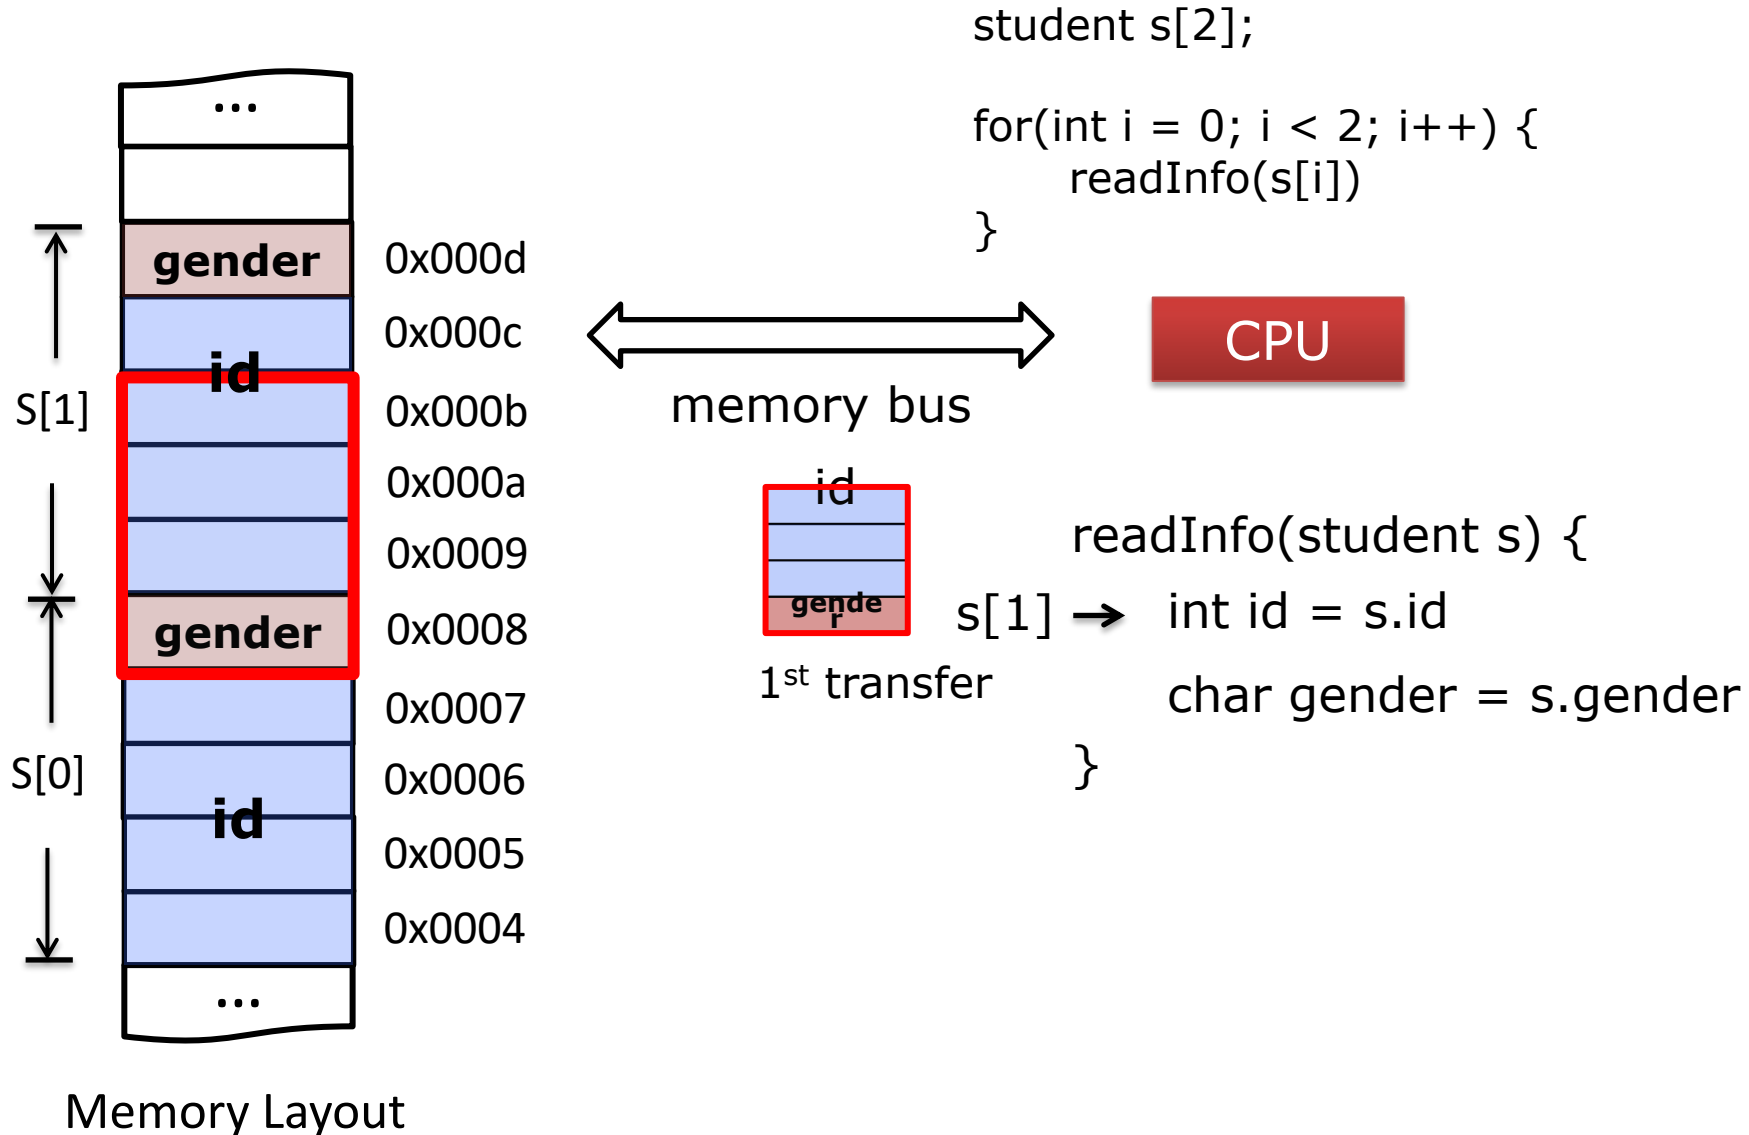 student s[2];
for(int i = 0; i < 2; i++) {
readInfo(s[i])
}
...
gender
0x000d
0x000c
id
S[1]
0x000b
0x000a
0x0009
gender
0x0008
0x0007
S[0]
0x0006
id
0x0005
0x0004
...
Memory Layout
CPU
memory bus
id
gende
r
1st transfer
readInfo(student s) {
s[1]
int id = s.id
char gender = s.gender
}